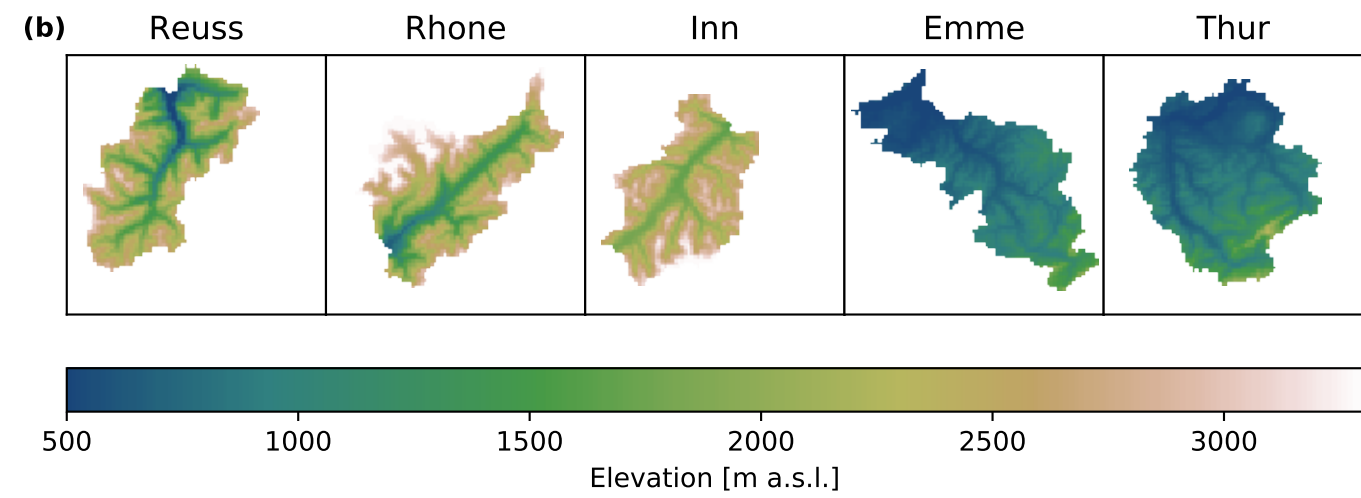 (b) Reuss Rhone Inn Emme Thur
500 1000 1500 2000 2500 3000
Elevation [m a.s.l.]